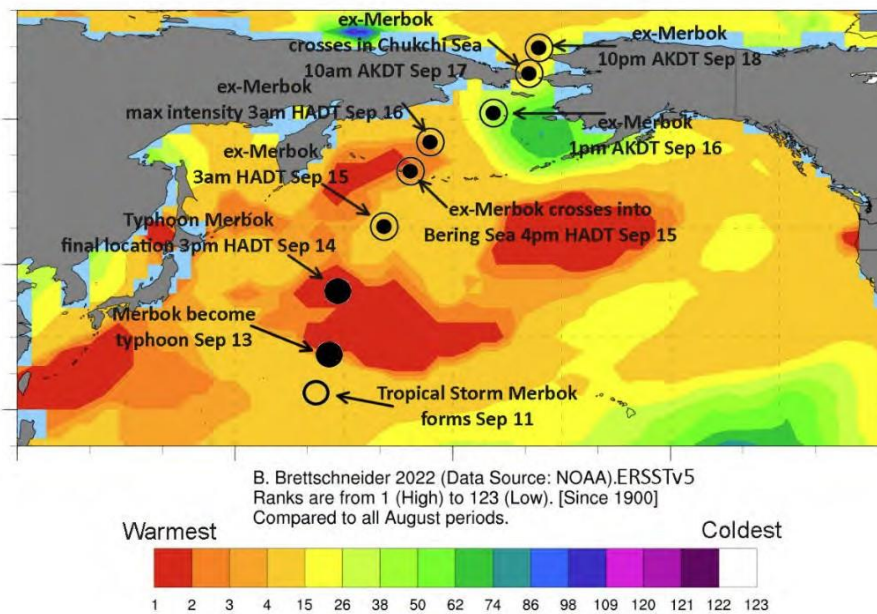 ex-Merbok
crosses in Chukchi Sea
10am AKDT Sep 17
ex-Merbok
10pm AKDT Sep 18
ex-Merbok
max intensity 3am HADT Sep 16
ex-Merbok
1pm AKDT Sep 16
ex-Merbok
3am HADT Sep 15
ex-Merbok crosses into
Bering Sea 4pm HADT Sep 15
Typhoon Merbok
final location 3pm HADT Sep 14
Merbok become
typhoon Sep 13
Tropical Storm Merbok
forms Sep 11
B. Brettschneider 2022 (Data Source: NOAA).ERSSTv5
Ranks are from 1 (High) to 123 (Low). [Since 1900]
Compared to all August periods.
Warmest
Coldest
1 2 3 4 15 26 38 50 62 74 86 98 109 120 121 122 123